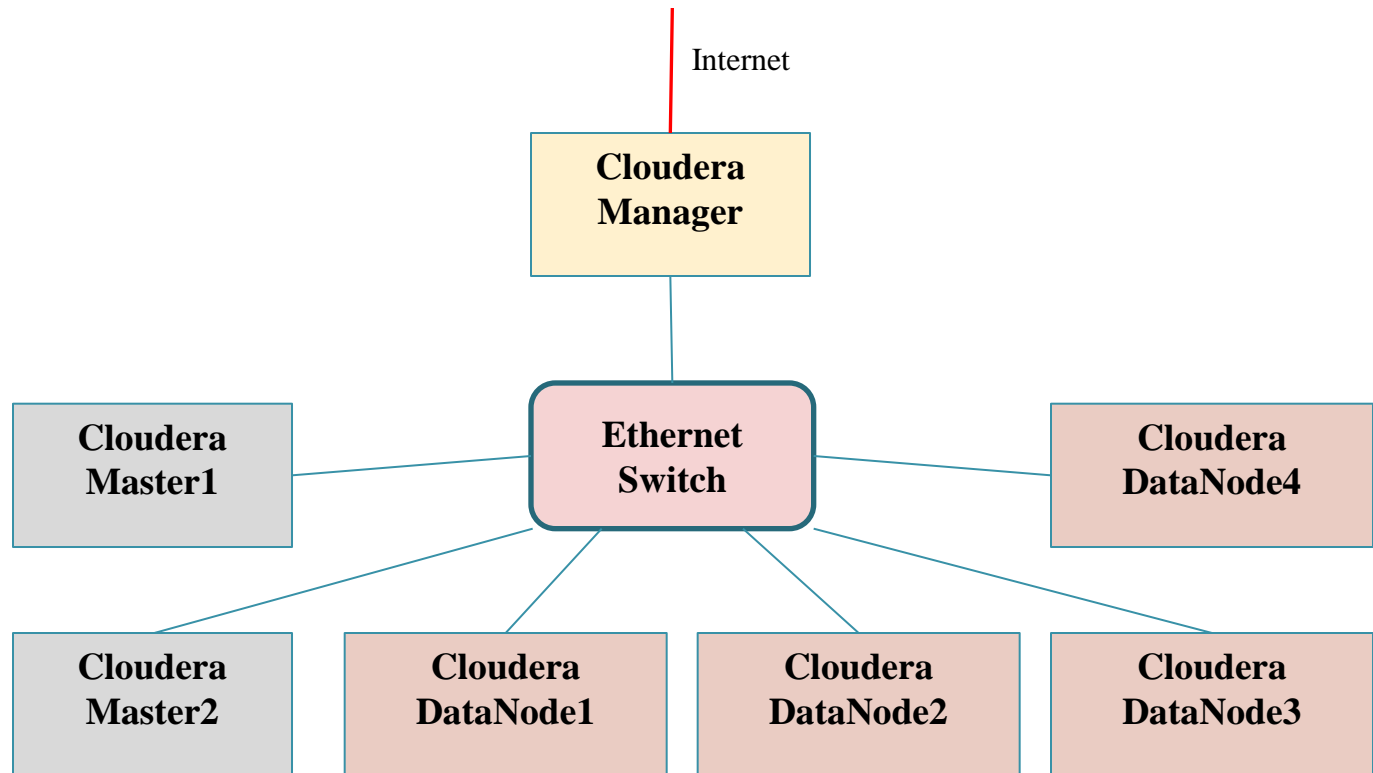 Internet
Cloudera
Manager
Ethernet
Switch
Cloudera
Master1
Cloudera
DataNode4
Cloudera
Master2
Cloudera
DataNode1
Cloudera
DataNode2
Cloudera
DataNode3